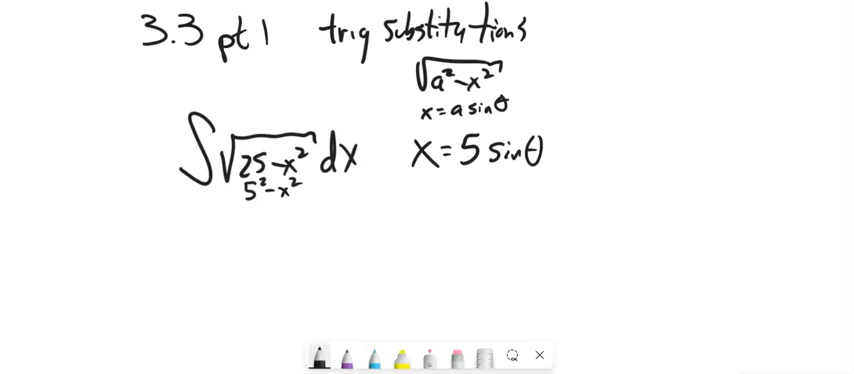 3.3 pt 1 trig substitutions
√a²-x²
x = a sinθ
∫√25-x² dx x = 5 sinθ
5²-x²